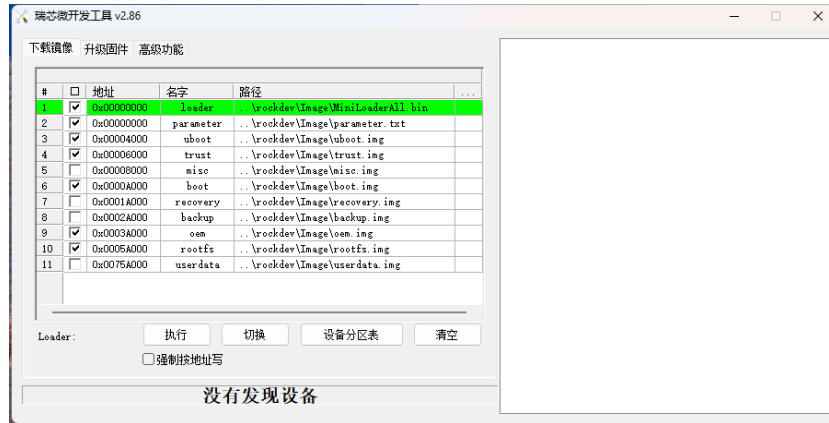 瑞芯微开发工具 v2.86
下载镜像 升级固件 高级功能
# 地址 名字 路径 ...
1 0x00000000 loader ..\rockdev\Image\MiniLoaderAll.bin
2 0x00000000 parameter ..\rockdev\Image\parameter.txt
3 0x00004000 uboot ..\rockdev\Image\uboot.img
4 0x00006000 trust ..\rockdev\Image\trust.img
5 0x00008000 misc ..\rockdev\Image\misc.img
6 0x0000A000 boot ..\rockdev\Image\boot.img
7 0x0001A000 recovery ..\rockdev\Image\recovery.img
8 0x0002A000 backup ..\rockdev\Image\backup.img
9 0x0003A000 oem ..\rockdev\Image\oem.img
10 0x0005A000 rootfs ..\rockdev\Image\rootfs.img
11 0x0075A000 userdata ..\rockdev\Image\userdata.img
Loader: 执行 切换 设备分区表 清空
强制按地址写
没有发现设备